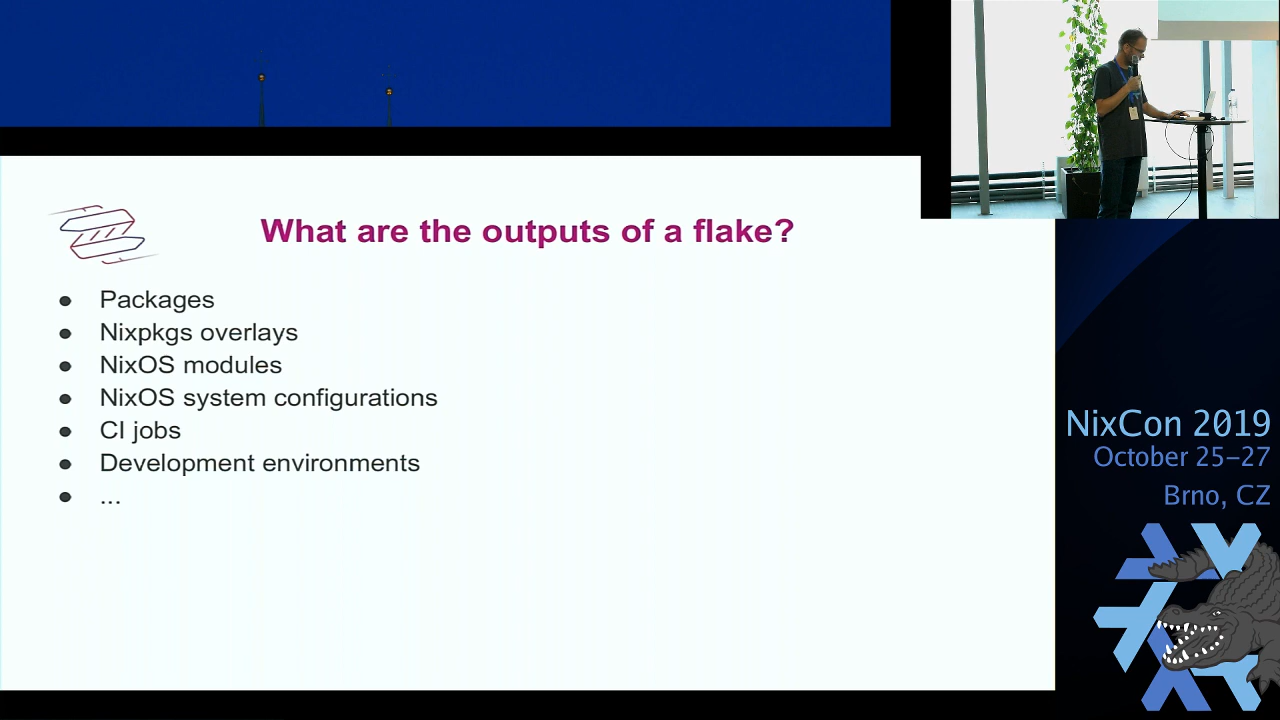 What are the outputs of a flake?
● Packages
● Nixpkgs overlays
● NixOS modules
● NixOS system configurations
● CI jobs
● Development environments
● ...
NixCon 2019
October 25–27
Brno, CZ